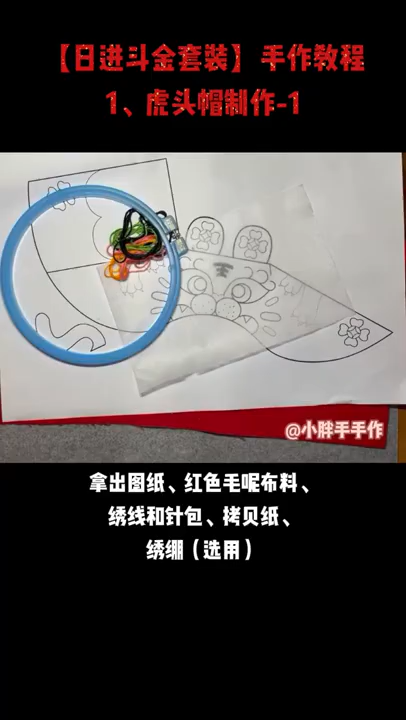 【日进斗金套装】手作教程
1、虎头帽制作-1
@小胖手手作
拿出图纸、红色毛呢布料、
绣线和针包、拷贝纸、
绣绷（选用）